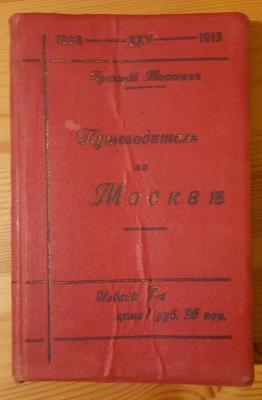 1888 — XXV — 1913
Путеводитель
по
Москвѣ
Изданіе 7-е
цѣна 1 руб. 25 коп.